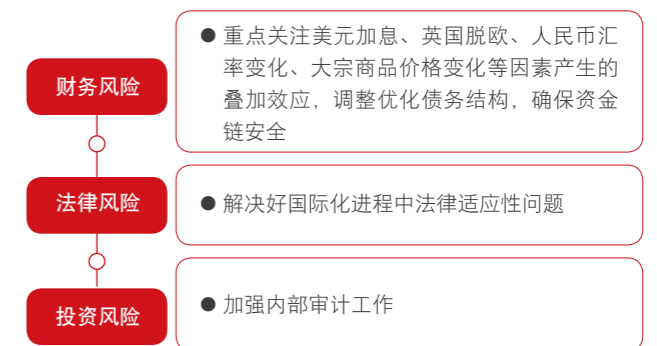 财务风险
● 重点关注美元加息、英国脱欧、人民币汇
率变化、大宗商品价格变化等因素产生的
叠加效应，调整优化债务结构，确保资金
链安全
法律风险
● 解决好国际化进程中法律适应性问题
投资风险
● 加强内部审计工作